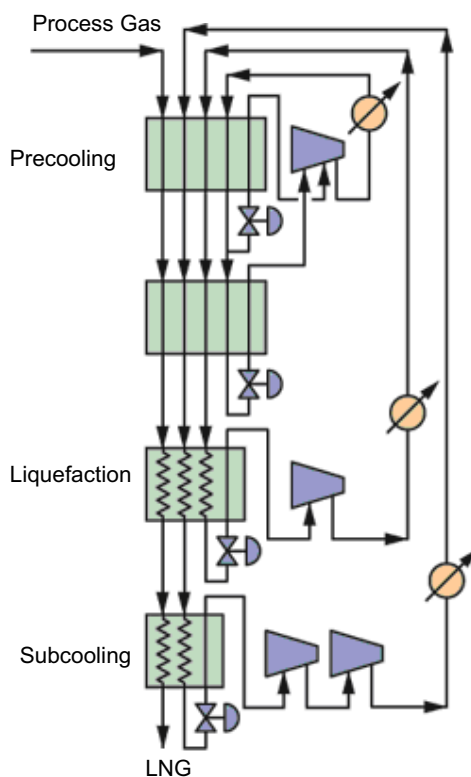 Process Gas
Precooling
Liquefaction
Subcooling
LNG